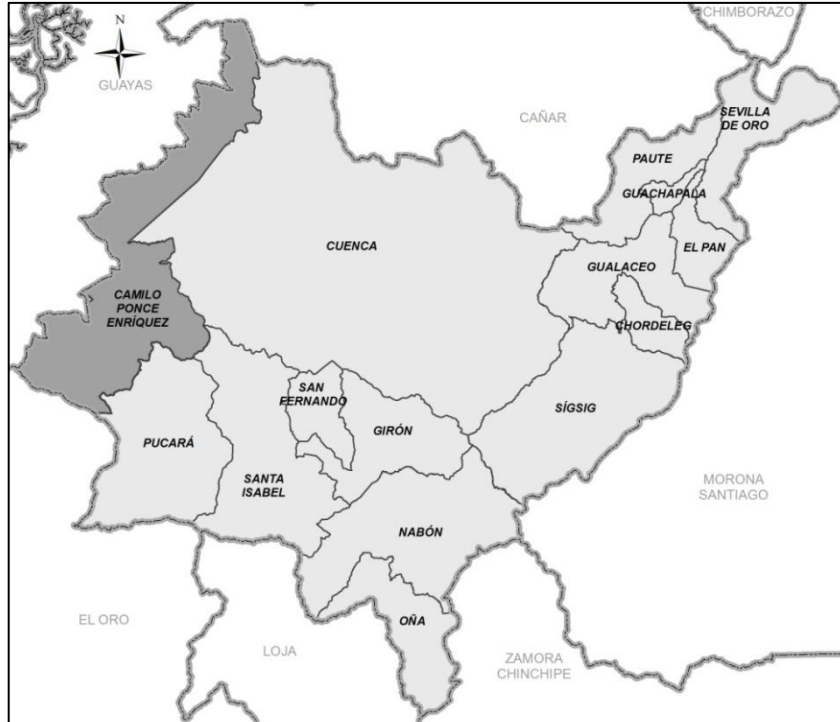 CHIMBORAZO
N
GUAYAS
CAÑAR
SEVILLA
DE ORO
PAUTE
GUACHAPALA
CUENCA
EL PAN
GUALACEO
CAMILO
PONCE
ENRÍQUEZ
CHORDELEG
SAN
FERNANDO
SÍGSIG
GIRÓN
PUCARÁ
SANTA
ISABEL
MORONA
SANTIAGO
NABÓN
EL ORO
OÑA
LOJA
ZAMORA
CHINCHIPE